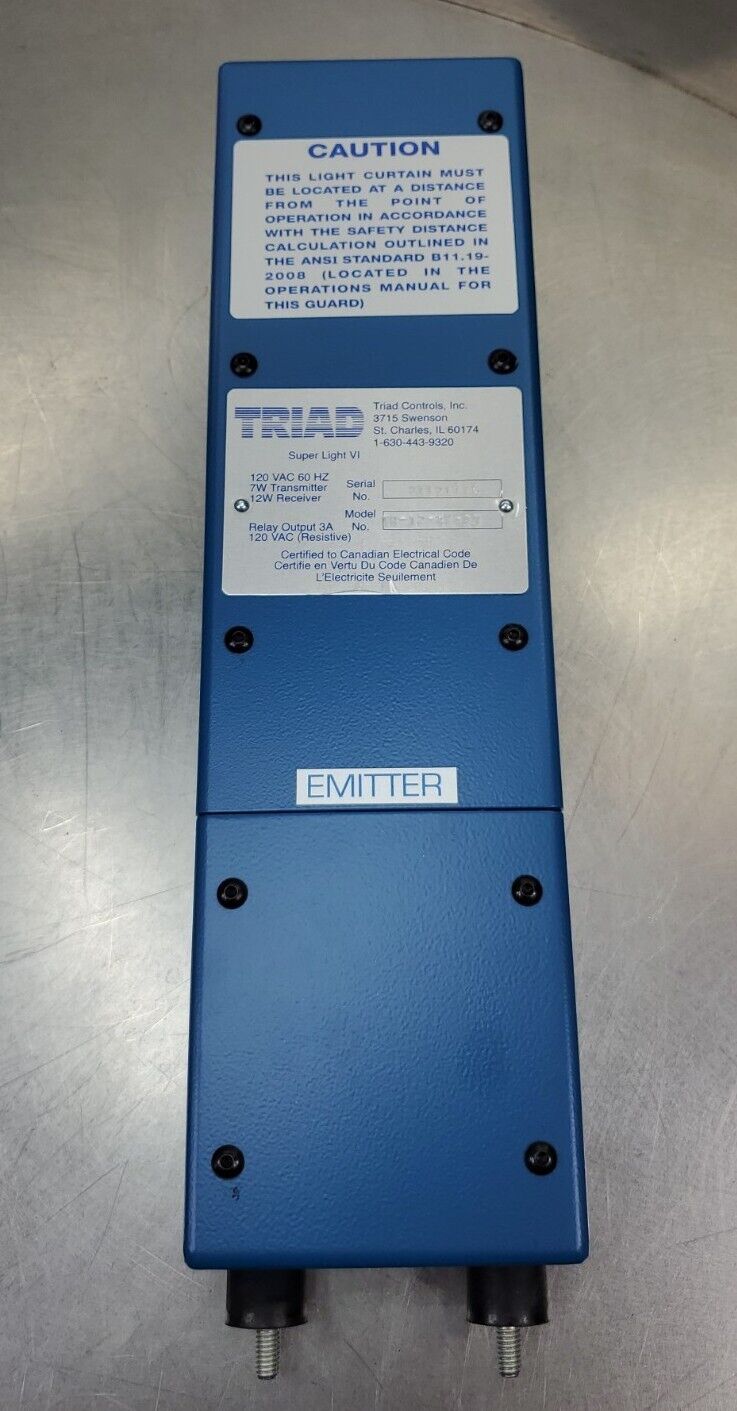 CAUTION
THIS LIGHT CURTAIN MUST
BE LOCATED AT A DISTANCE
FROM THE POINT OF
OPERATION IN ACCORDANCE
WITH THE SAFETY DISTANCE
CALCULATION OUTLINED IN
THE ANSI STANDARD B11.19-
2008 (LOCATED IN THE
OPERATIONS MANUAL FOR
THIS GUARD)
TRIAD
Triad Controls, Inc.
3715 Swenson
St. Charles, IL 60174
1-630-443-9320
Super Light VI
120 VAC 60 HZ
7W Transmitter
12W Receiver
Serial
No.
Relay Output 3A
120 VAC (Resistive)
Model
No.
Certified to Canadian Electrical Code
Certifie en Vertu Du Code Canadien De
L'Electricite Seuilement
EMITTER